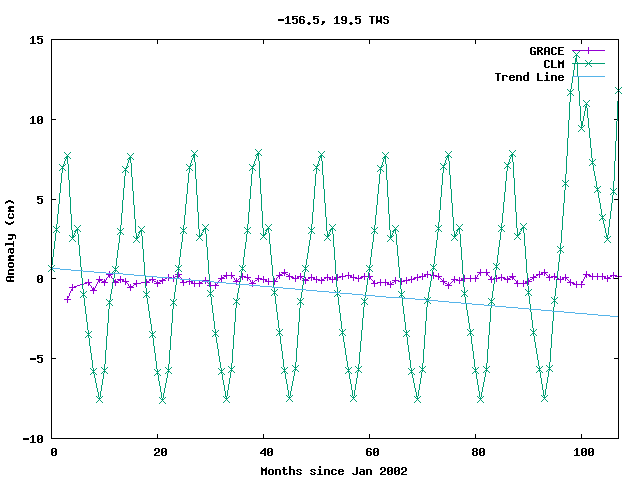 -156.5, 19.5 TWS
GRACE
CLM
Trend Line
15
10
5
0
-5
-10
Anomaly (cm)
0 20 40 60 80 100
Months since Jan 2002